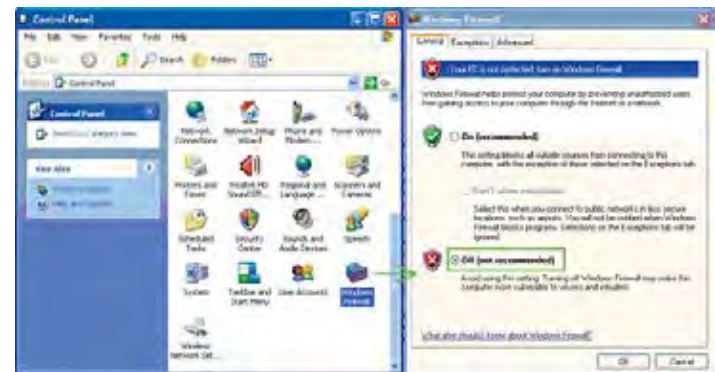 Control Panel
File Edit View Favorites Tools Help
Search Folders
Control Panel
Go
Control Panel
Switch to Category View
See Also
Help and Support
Network Connections
Network Setup Wizard
Phone and Modem...
Power Options
Printers and Faxes
Realtek HD Sound Eff...
Regional and Language ...
Scanners and Cameras
Scheduled Tasks
Security Center
Sounds and Audio Devices
Speech
System
Taskbar and Start Menu
User Accounts
Windows Firewall
Wireless Network Set...
Windows Firewall
General Exceptions Advanced
Your PC is not protected: turn on Windows Firewall
Windows Firewall helps protect your computer by preventing unauthorized users
from gaining access to your computer through the Internet or a network.
On (recommended)
This setting blocks all outside sources from connecting to this
computer, with the exception of those selected on the Exceptions tab.
Don't allow exceptions
Select this when you connect to public networks in less secure
locations, such as airports. You will not be notified when Windows
Firewall blocks programs. Selections on the Exceptions tab will be
ignored.
Off (not recommended)
Avoid using this setting. Turning off Windows Firewall may make this
computer more vulnerable to viruses and intruders.
What else should I know about Windows Firewall?
OK Cancel